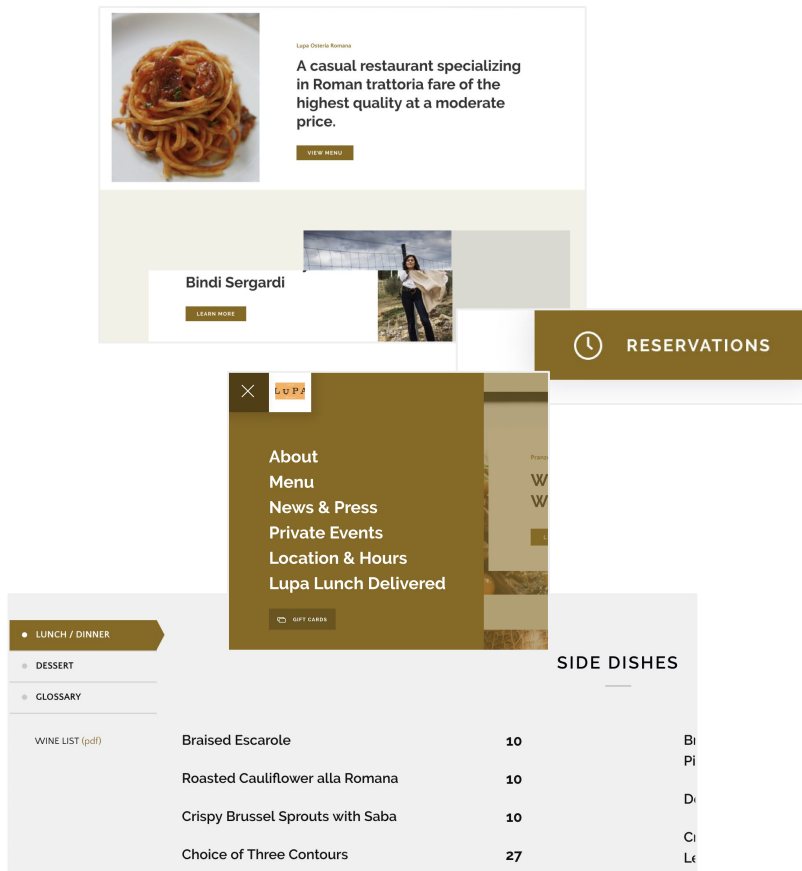 Lupa Osteria Romana
A casual restaurant specializing
in Roman trattoria fare of the
highest quality at a moderate
price.
VIEW MENU
Bindi Sergardi
LEARN MORE
RESERVATIONS
LUPA
About
Menu
News & Press
Private Events
Location & Hours
Lupa Lunch Delivered
GIFT CARDS
W
W
L
LUNCH / DINNER
DESSERT
GLOSSARY
WINE LIST (pdf)
SIDE DISHES
Braised Escarole 10
Roasted Cauliflower alla Romana 10
Crispy Brussel Sprouts with Saba 10
Choice of Three Contours 27
Pi